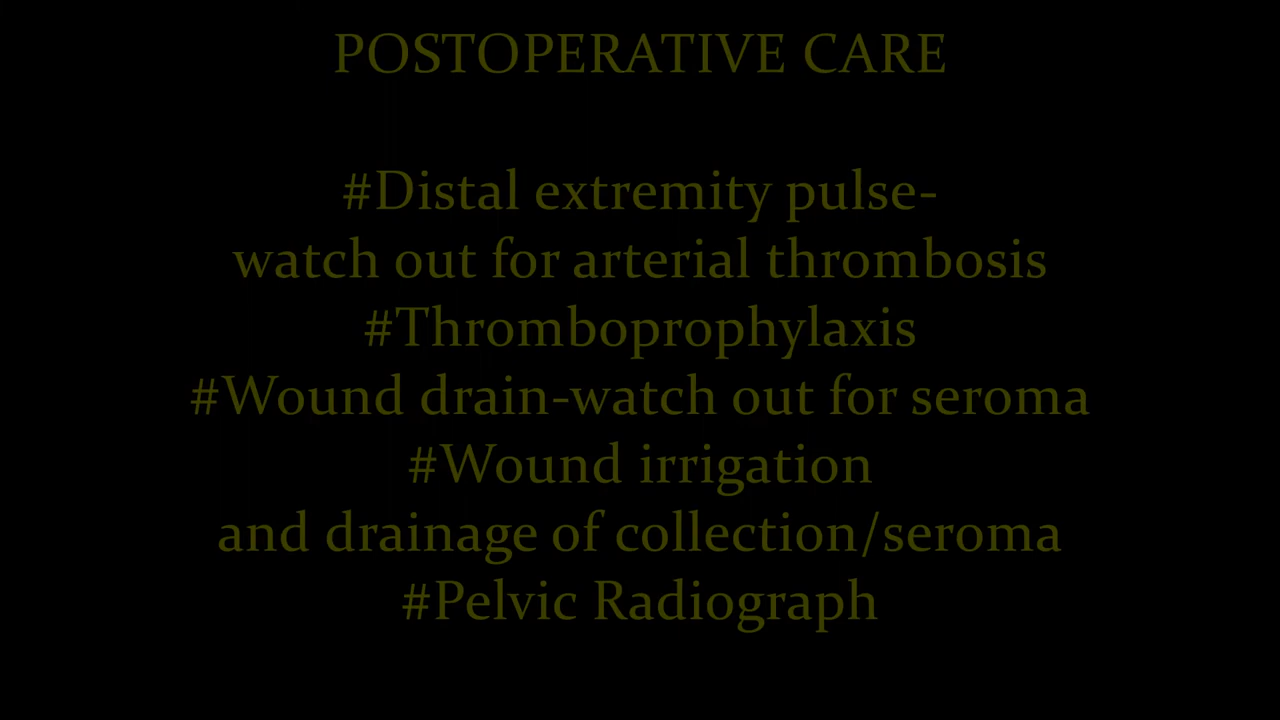 POSTOPERATIVE CARE
#Distal extremity pulse-
watch out for arterial thrombosis
#Thromboprophylaxis
#Wound drain-watch out for seroma
#Wound irrigation
and drainage of collection/seroma
#Pelvic Radiograph